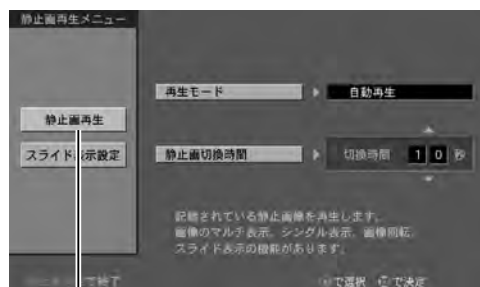 静止画再生メニュー
再生モード
自動再生
静止画再生
スライド表示設定
静止画切換時間
切換時間 10 秒
記憶されている静止画像を再生します。
画像のマルチ表示、シングル表示、画像回転、
スライド表示の機能があります。
で終了
で選択
で決定